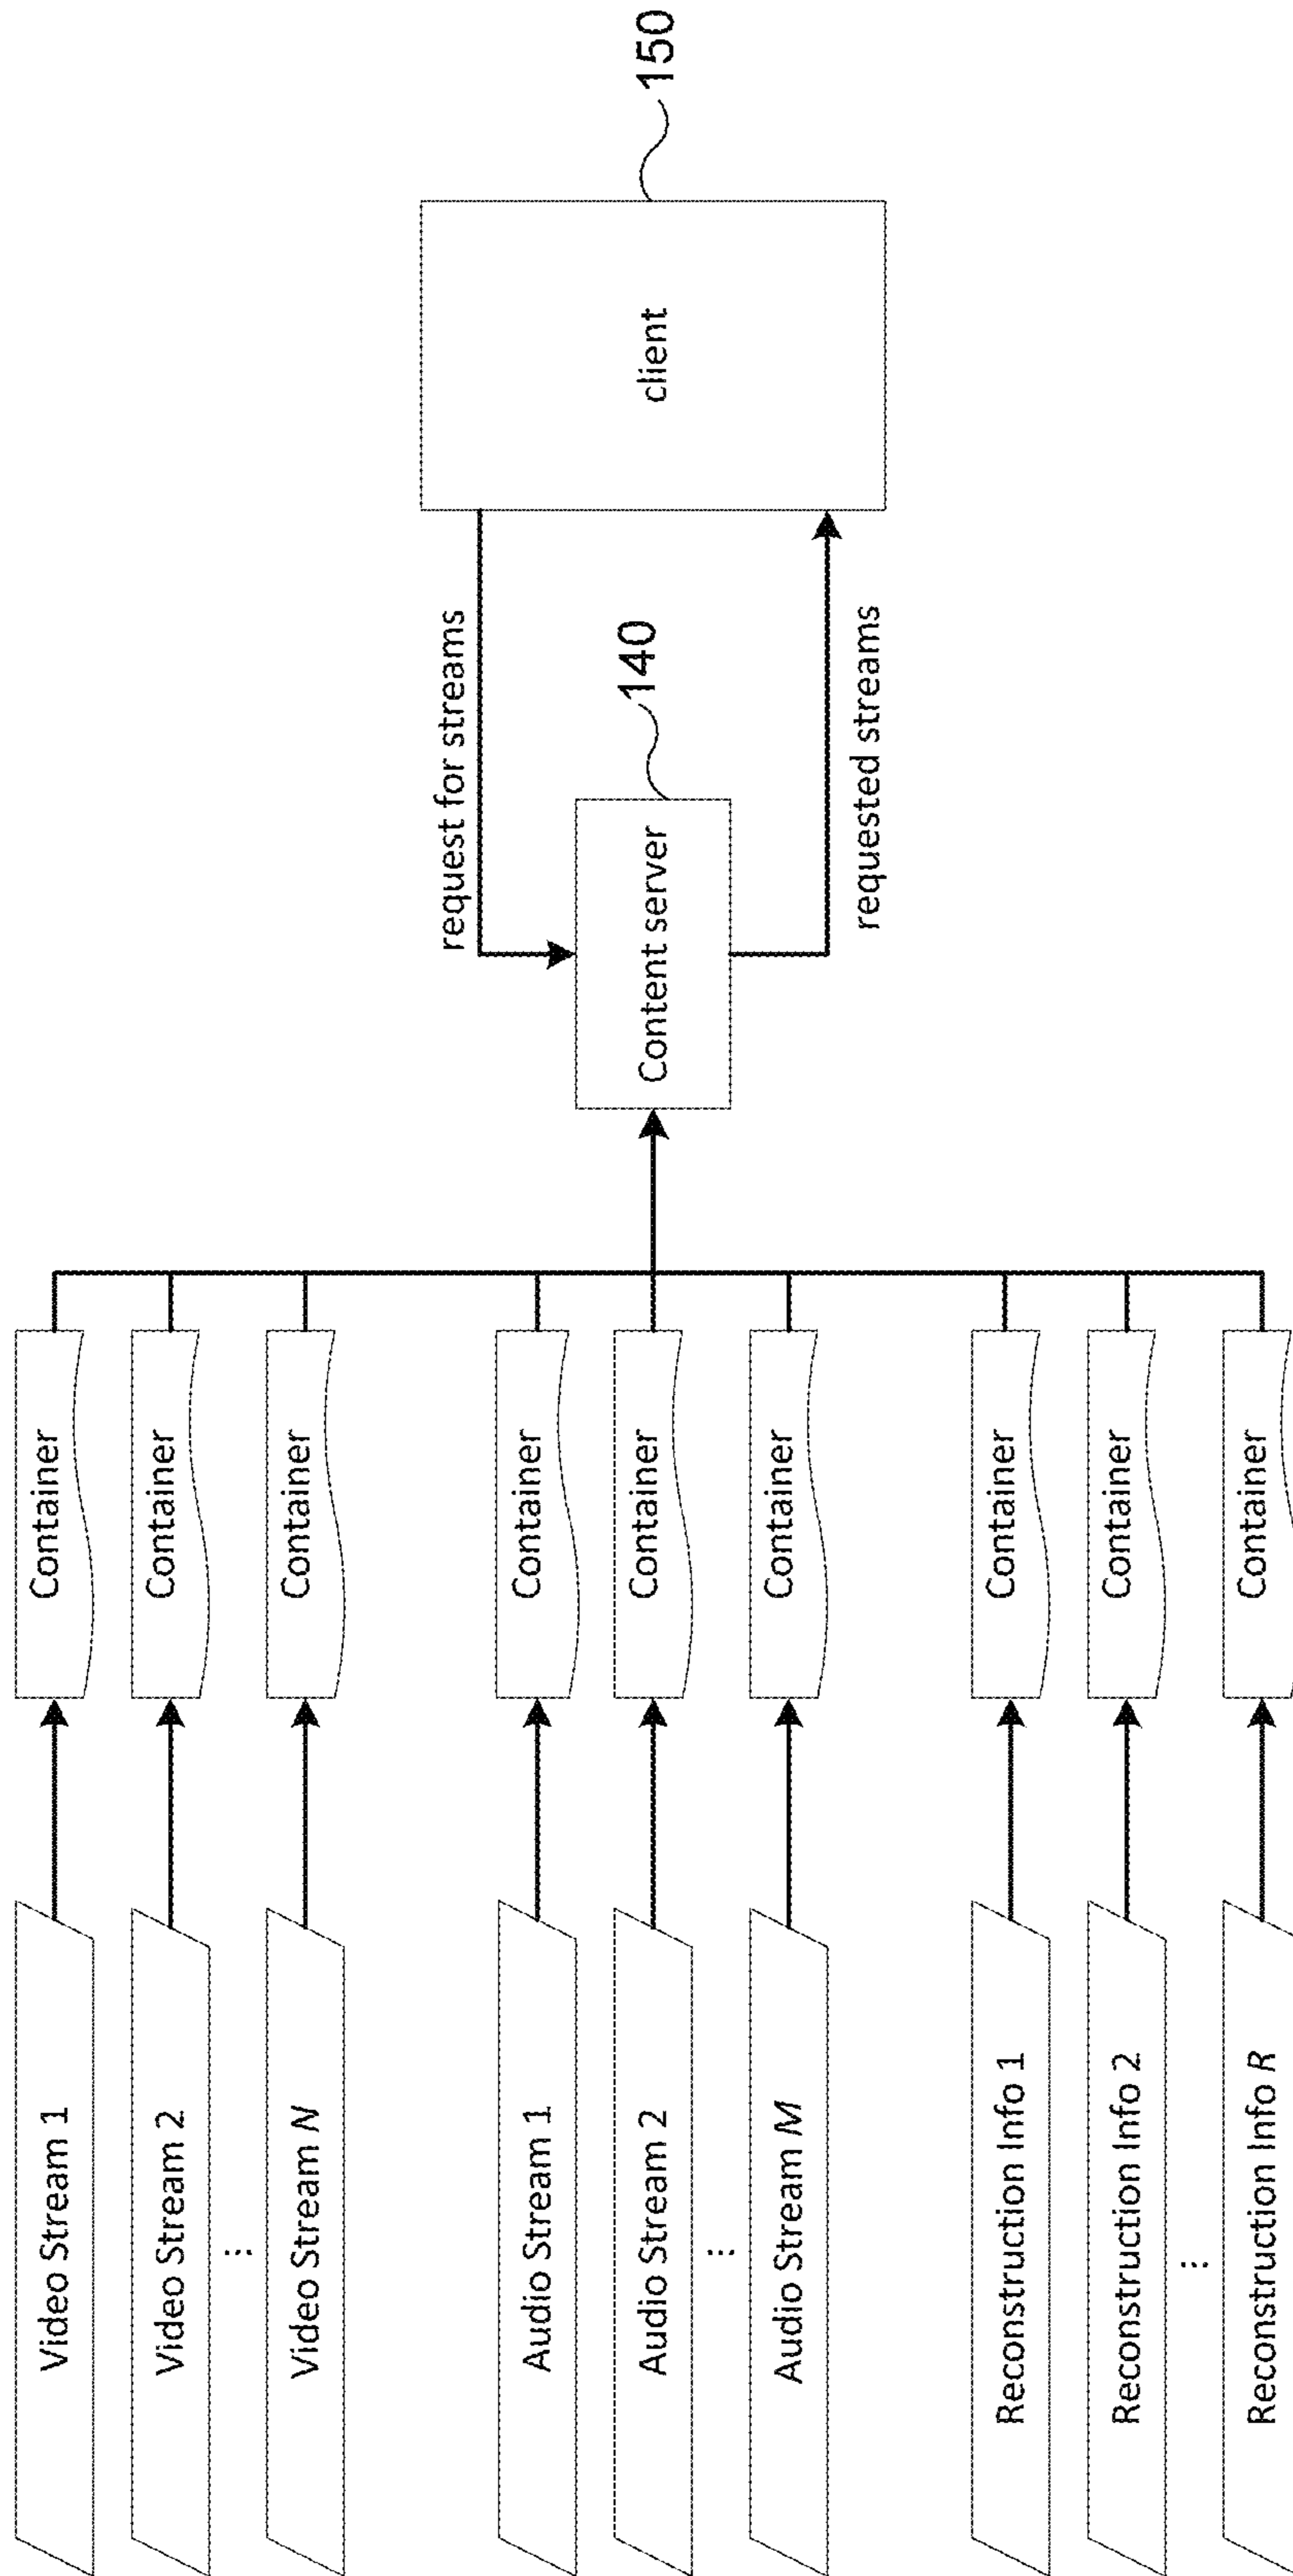 Video Stream 1
Container
Video Stream 2
Container
...
Video Stream N
Container
Audio Stream 1
Container
Audio Stream 2
Container
...
Audio Stream M
Container
Reconstruction Info 1
Container
Reconstruction Info 2
Container
...
Reconstruction Info R
Container
request for streams
Content server
140
requested streams
client
150